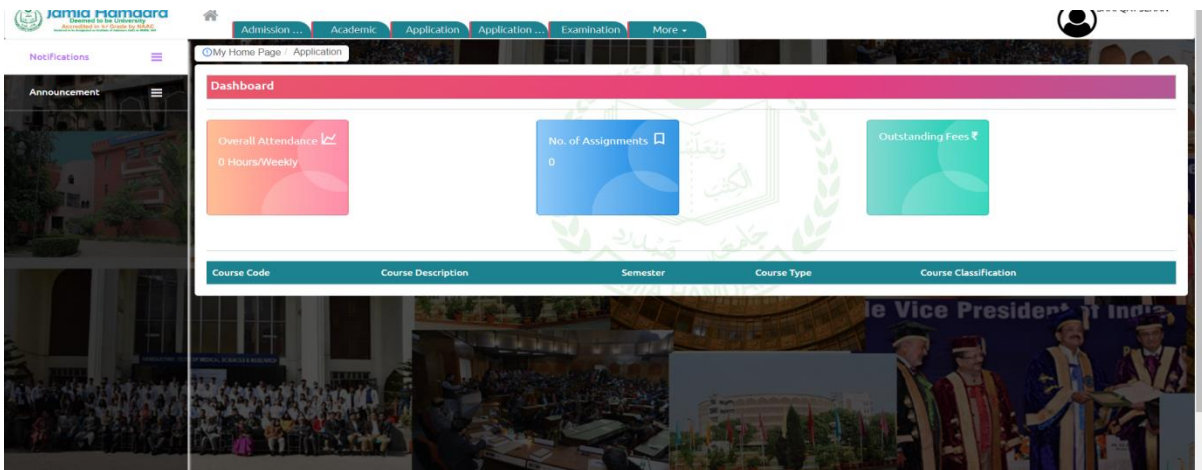 Jamia Hamdard
Deemed to be University
Accredited in 'A+' Grade by NAAC
Admission ...
Academic
Application
Application ...
Examination
More
Notifications
My Home Page / Application
Announcement
Dashboard
Overall Attendance
0 Hours/Weekly
No. of Assignments
0
Outstanding Fees ₹
Course Code
Course Description
Semester
Course Type
Course Classification
Vice President of India